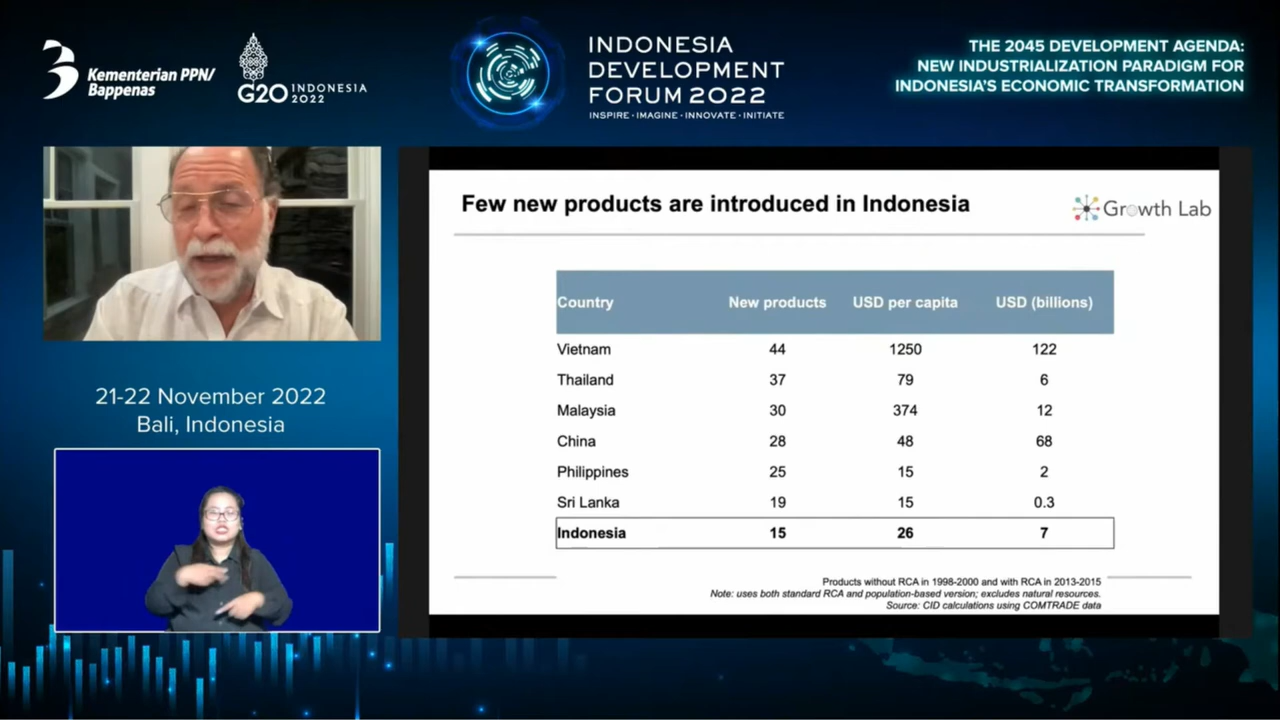 Kementerian PPN/
Bappenas
G20 INDONESIA
2022
INDONESIA
DEVELOPMENT
FORUM 2022
INSPIRE · IMAGINE · INNOVATE · INITIATE
THE 2045 DEVELOPMENT AGENDA:
NEW INDUSTRIALIZATION PARADIGM FOR
INDONESIA'S ECONOMIC TRANSFORMATION
21-22 November 2022
Bali, Indonesia
Few new products are introduced in Indonesia
Growth Lab
Country New products USD per capita USD (billions)
Vietnam 44 1250 122
Thailand 37 79 6
Malaysia 30 374 12
China 28 48 68
Philippines 25 15 2
Sri Lanka 19 15 0.3
Indonesia 15 26 7
Products without RCA in 1998-2000 and with RCA in 2013-2015
Note: uses both standard RCA and population-based version; excludes natural resources.
Source: CID calculations using COMTRADE data